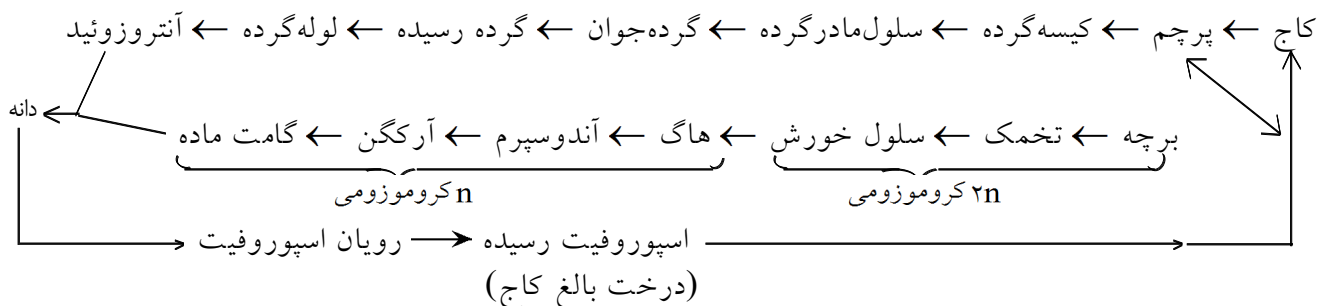 کاج ← پرچم ← کیسه‌گرده ← سلول‌مادرگرده ← گرده‌جوان ← گرده رسیده ← لوله‌گرده ← آنتروزوئید
دانه
برچه ← تخمک ← سلول خورش ← هاگ ← آندوسپرم ← آرکگن ← گامت ماده
۲n کروموزومی
n کروموزومی
رویان اسپوروفیت → اسپوروفیت رسیده
(درخت بالغ کاج)